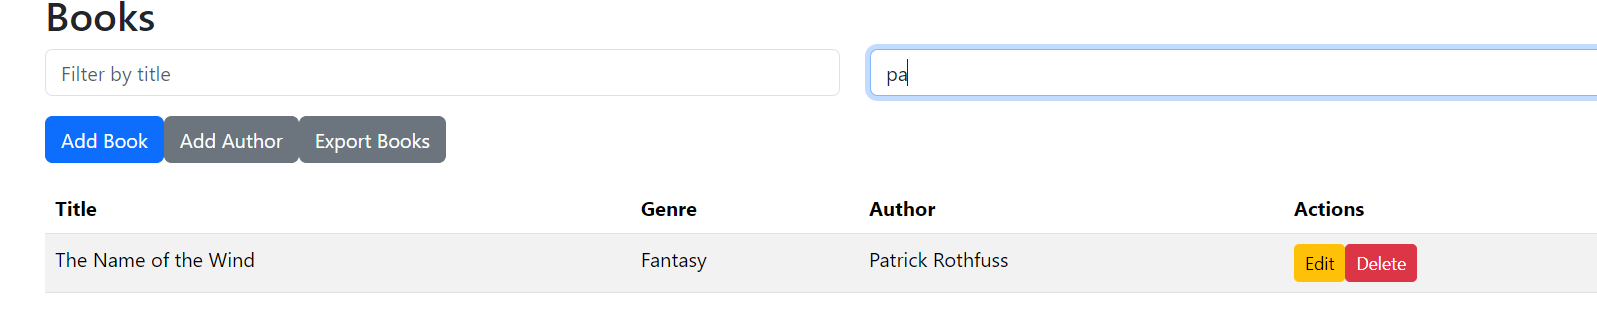 Books
Filter by title pa
Add Book Add Author Export Books
Title Genre Author Actions
The Name of the Wind Fantasy Patrick Rothfuss Edit Delete